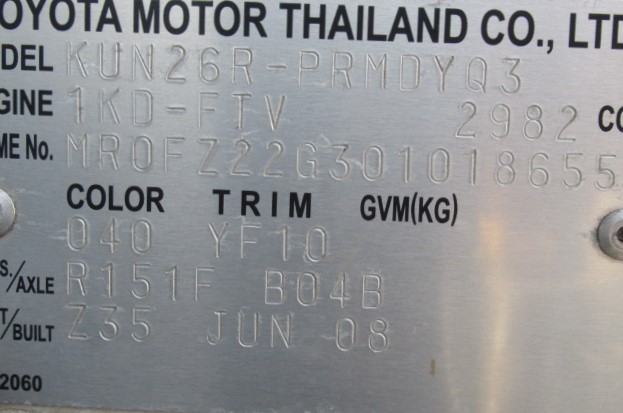 OYOTA MOTOR THAILAND CO., LTD
DEL KUN26R-PRMDYQ3
GINE 1KD-FTV 2982 CC
ME No. MR0FZ22G301018655
COLOR TRIM GVM(KG)
040 YF10
S./AXLE R151F B04B
T/BUILT Z35 JUN 08
2060